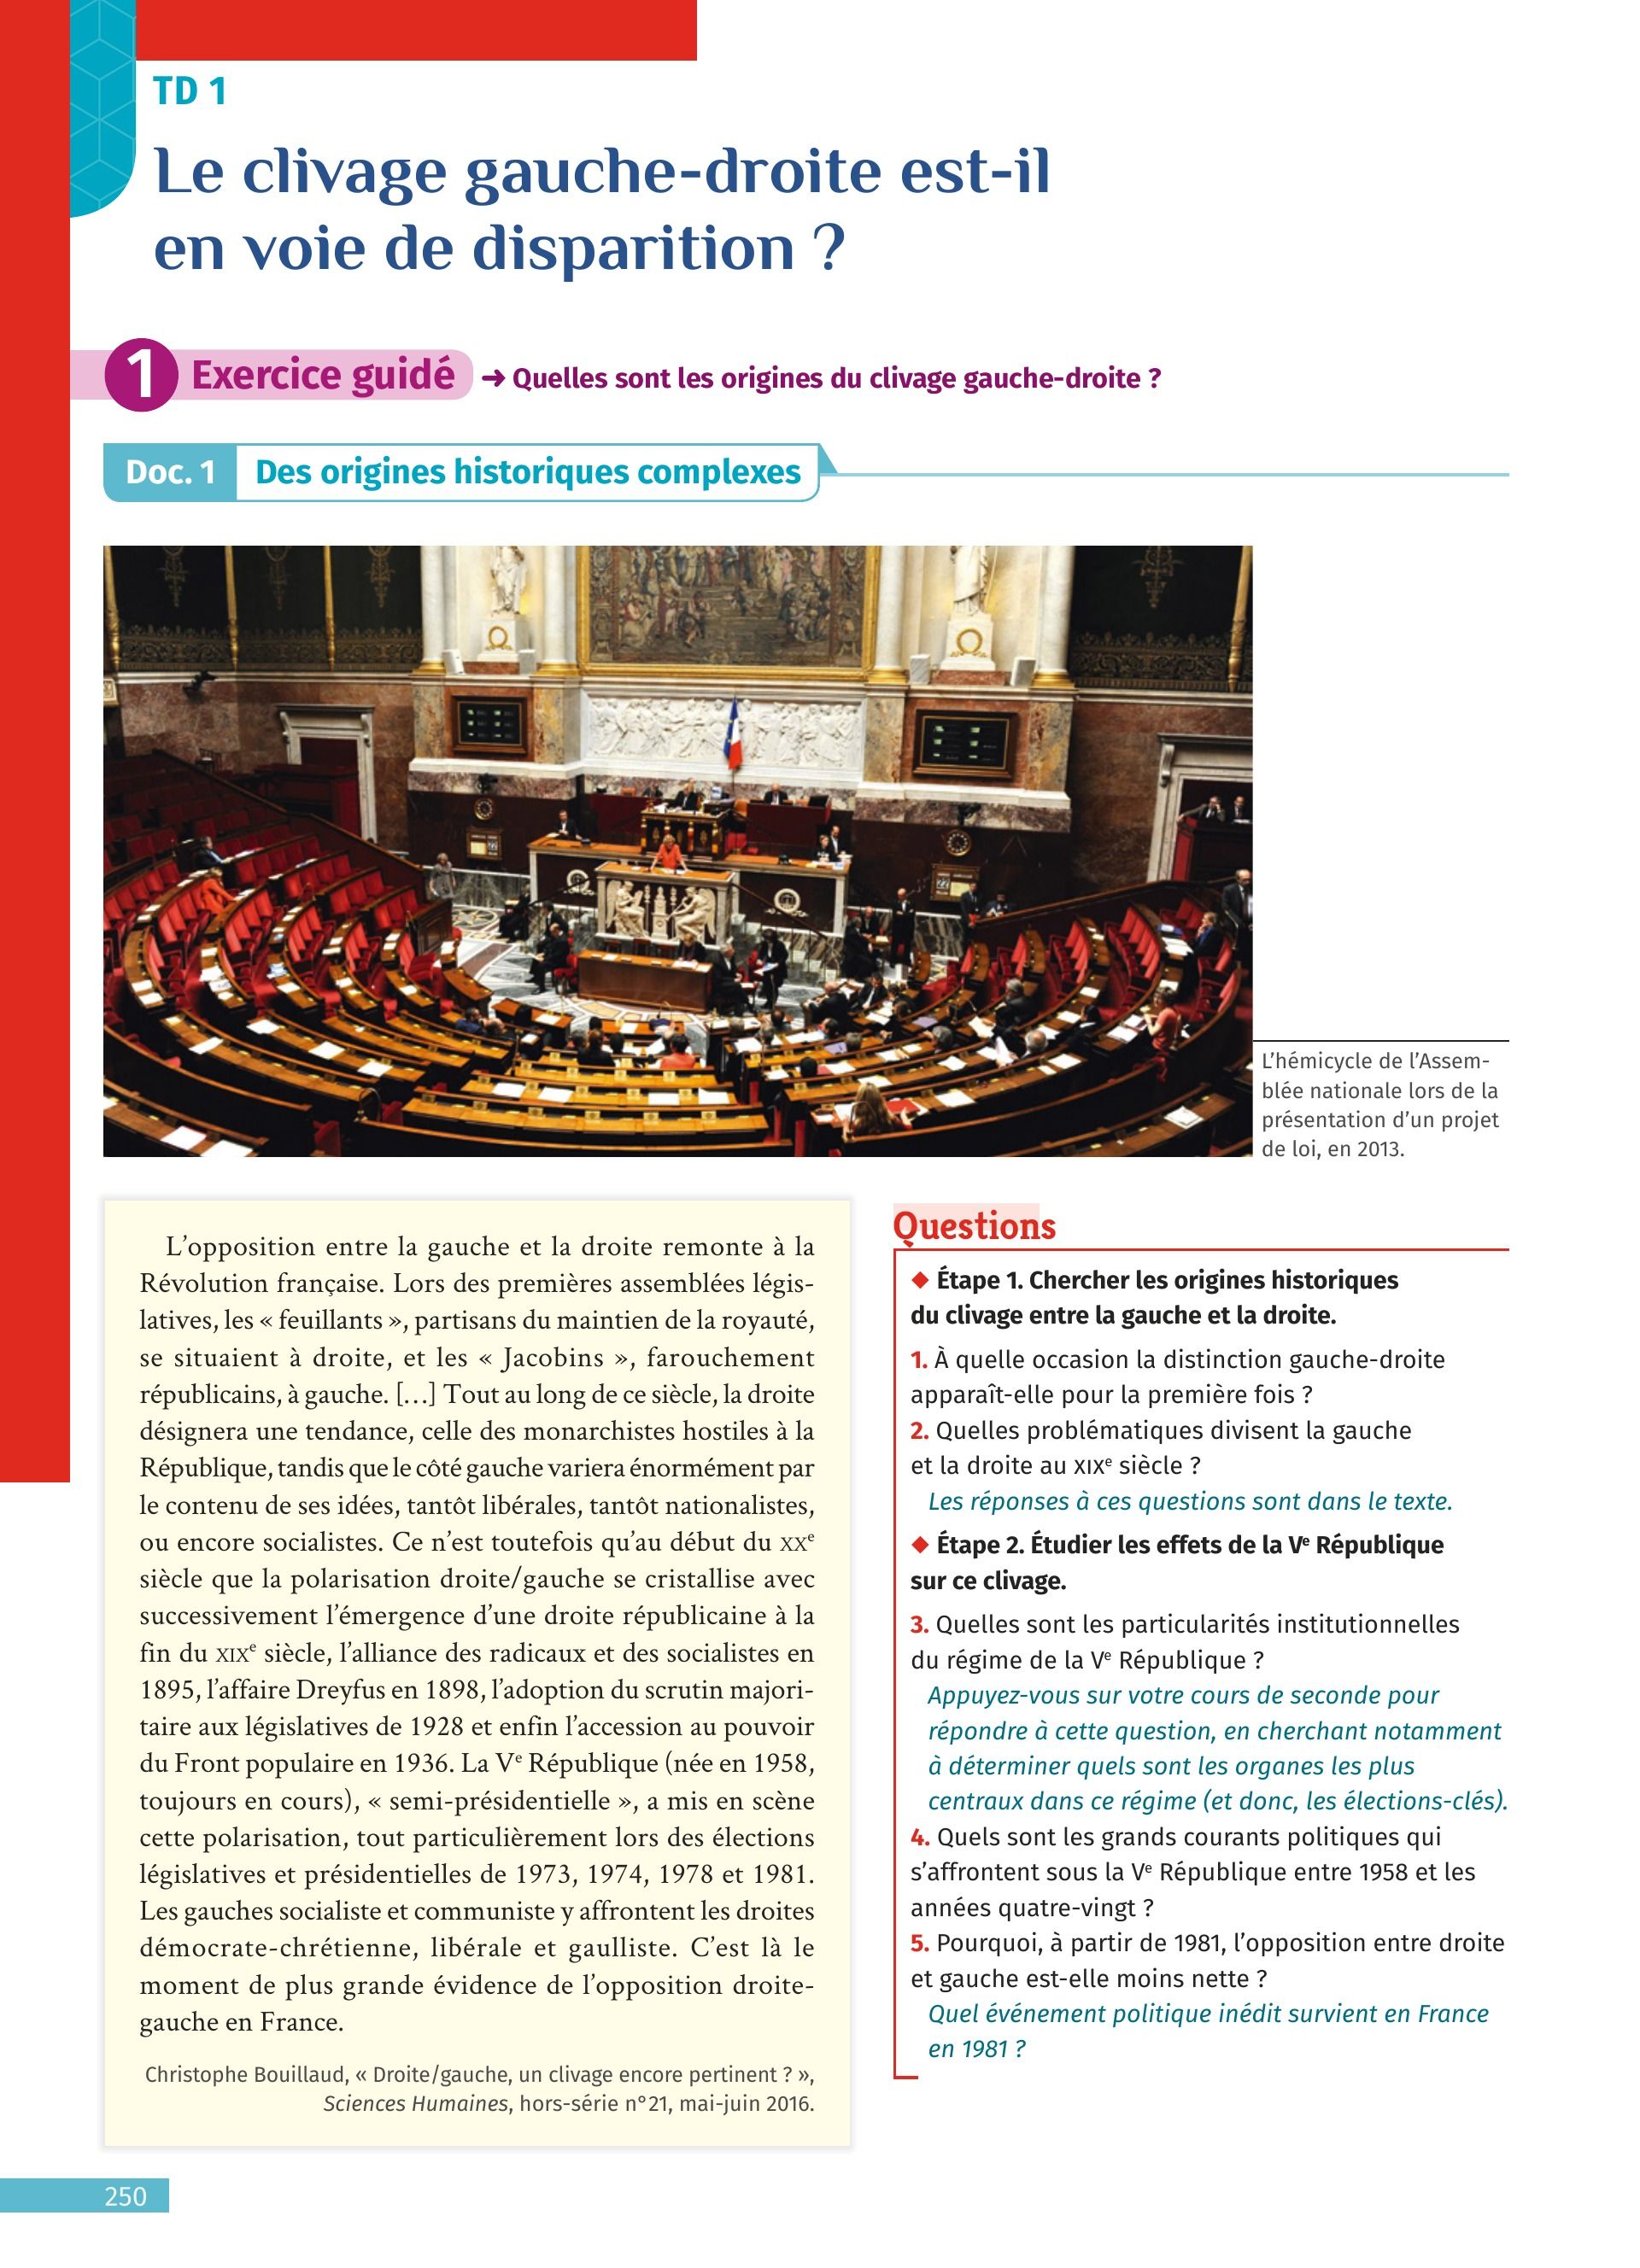 TD 1
Le clivage gauche-droite est-il
en voie de disparition ?
1 Exercice guidé ➜ Quelles sont les origines du clivage gauche-droite ?
Doc. 1 Des origines historiques complexes
L’hémicycle de l’Assem-
blée nationale lors de la
présentation d’un projet
de loi, en 2013.
L’opposition entre la gauche et la droite remonte à la
Révolution française. Lors des premières assemblées légis-
latives, les « feuillants », partisans du maintien de la royauté,
se situaient à droite, et les « Jacobins », farouchement
républicains, à gauche. […] Tout au long de ce siècle, la droite
désignera une tendance, celle des monarchistes hostiles à la
République, tandis que le côté gauche variera énormément par
le contenu de ses idées, tantôt libérales, tantôt nationalistes,
ou encore socialistes. Ce n’est toutefois qu’au début du XXe
siècle que la polarisation droite/gauche se cristallise avec
successivement l’émergence d’une droite républicaine à la
fin du XIXe siècle, l’alliance des radicaux et des socialistes en
1895, l’affaire Dreyfus en 1898, l’adoption du scrutin majori-
taire aux législatives de 1928 et enfin l’accession au pouvoir
du Front populaire en 1936. La Ve République (née en 1958,
toujours en cours), « semi-présidentielle », a mis en scène
cette polarisation, tout particulièrement lors des élections
législatives et présidentielles de 1973, 1974, 1978 et 1981.
Les gauches socialiste et communiste y affrontent les droites
démocrate-chrétienne, libérale et gaulliste. C’est là le
moment de plus grande évidence de l’opposition droite-
gauche en France.
Christophe Bouillaud, « Droite/gauche, un clivage encore pertinent ? »,
Sciences Humaines, hors-série n°21, mai-juin 2016.
Questions
◆ Étape 1. Chercher les origines historiques
du clivage entre la gauche et la droite.
1. À quelle occasion la distinction gauche-droite
apparaît-elle pour la première fois ?
2. Quelles problématiques divisent la gauche
et la droite au XIXe siècle ?
Les réponses à ces questions sont dans le texte.
◆ Étape 2. Étudier les effets de la Ve République
sur ce clivage.
3. Quelles sont les particularités institutionnelles
du régime de la Ve République ?
Appuyez-vous sur votre cours de seconde pour
répondre à cette question, en cherchant notamment
à déterminer quels sont les organes les plus
centraux dans ce régime (et donc, les élections-clés).
4. Quels sont les grands courants politiques qui
s’affrontent sous la Ve République entre 1958 et les
années quatre-vingt ?
5. Pourquoi, à partir de 1981, l’opposition entre droite
et gauche est-elle moins nette ?
Quel événement politique inédit survient en France
en 1981 ?
250